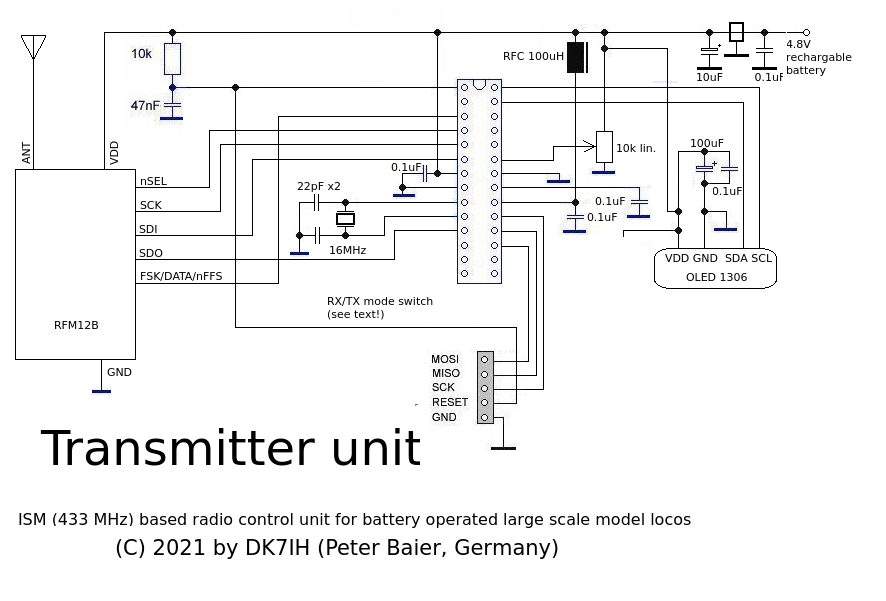 4.8V
rechargable
battery
10k
RFC 100uH
10uF
0.1uF
47nF
ANT
VDD
10k lin.
100uF
0.1uF
0.1uF
nSEL
22pF x2
0.1uF
0.1uF
SCK
SDI
16MHz
SDO
VDD GND SDA SCL
FSK/DATA/nFFS
OLED 1306
RX/TX mode switch
(see text!)
RFM12B
MOSI
MISO
SCK
RESET
GND
GND
Transmitter unit
ISM (433 MHz) based radio control unit for battery operated large scale model locos
(C) 2021 by DK7IH (Peter Baier, Germany)